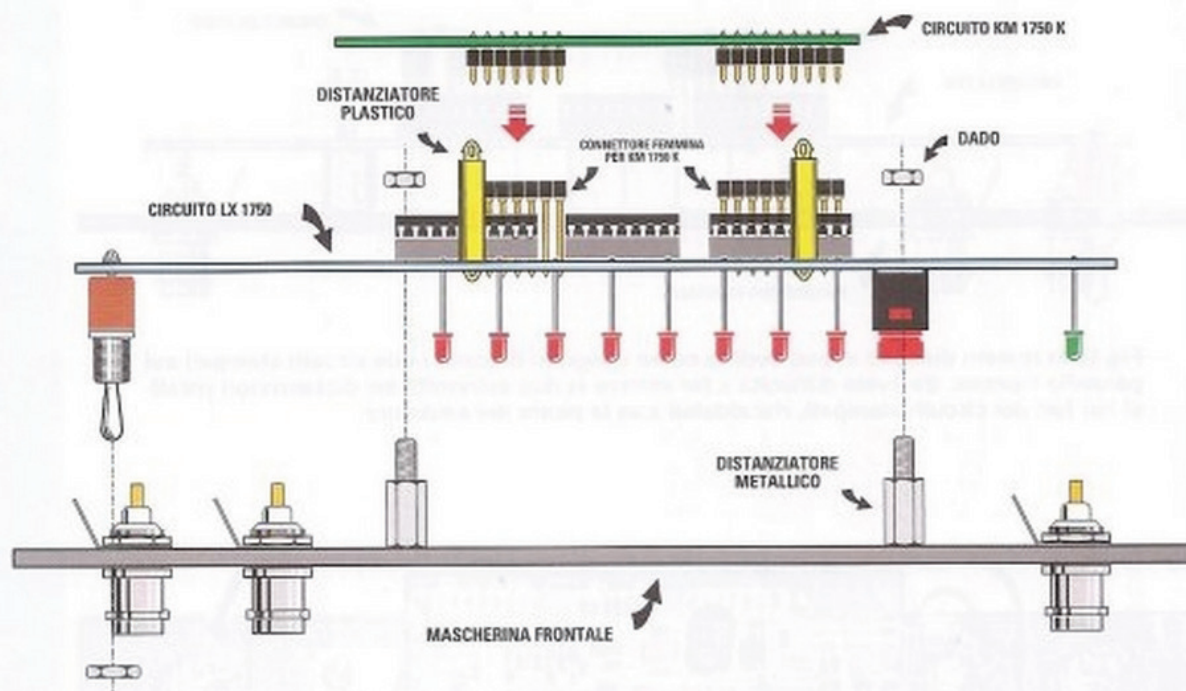 CIRCUITO KM 1750 K
DISTANZIATORE
PLASTICO
CONNETTORE FEMMINA
PER KM 1750 K
DADO
CIRCUITO LX 1750
DISTANZIATORE
METALLICO
MASCHERINA FRONTALE